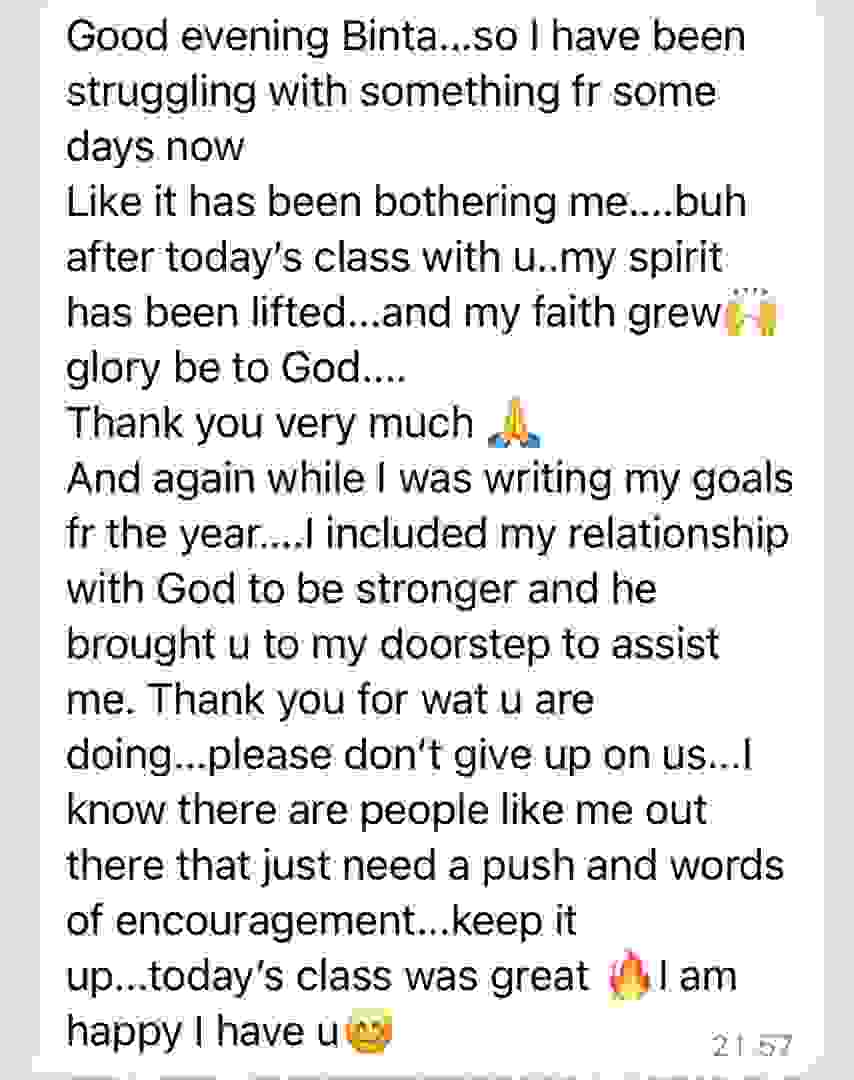 Good evening Binta...so I have been
struggling with something fr some
days now
Like it has been bothering me....buh
after today's class with u..my spirit
has been lifted...and my faith grew🙌
glory be to God....
Thank you very much 🙏
And again while I was writing my goals
fr the year....I included my relationship
with God to be stronger and he
brought u to my doorstep to assist
me. Thank you for wat u are
doing...please don't give up on us...I
know there are people like me out
there that just need a push and words
of encouragement...keep it
up...today's class was great 🔥I am
happy I have u😊
21:57